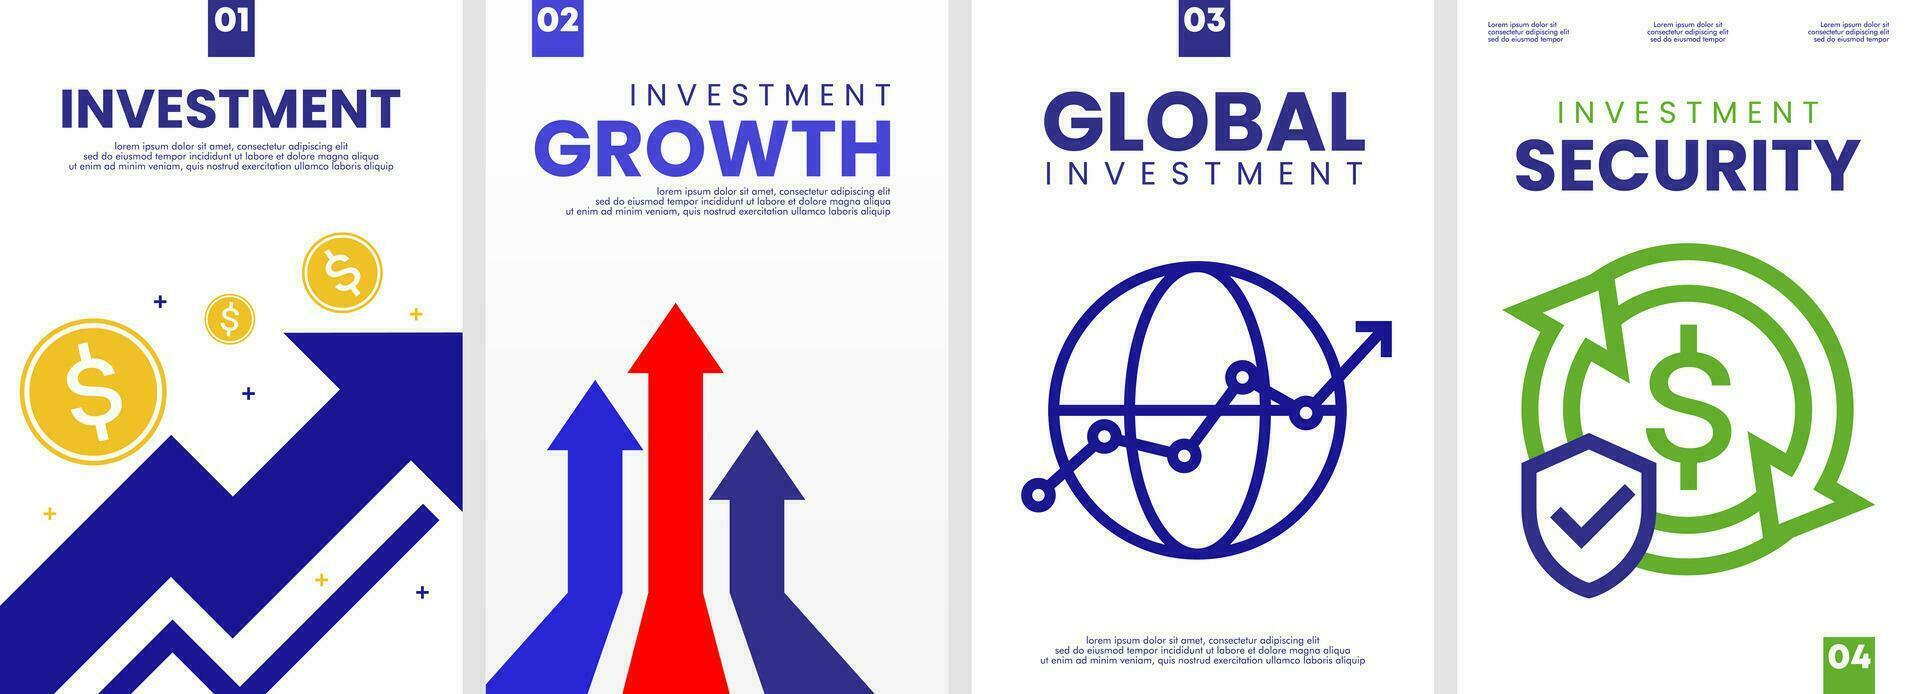 01
INVESTMENT
lorem ipsum dolor sit amet, consectetur adipiscing elit
sed do eiusmod tempor incididunt ut labore et dolore magna aliqua
ut enim ad minim veniam, quis nostrud exercitation ullamco laboris aliquip
$
$
$
02
INVESTMENT
GROWTH
lorem ipsum dolor sit amet, consectetur adipiscing elit
sed do eiusmod tempor incididunt ut labore et dolore magna aliqua
ut enim ad minim veniam, quis nostrud exercitation ullamco laboris aliquip
03
GLOBAL
INVESTMENT
lorem ipsum dolor sit amet, consectetur adipiscing elit
sed do eiusmod tempor incididunt ut labore et dolore magna aliqua
ut enim ad minim veniam, quis nostrud exercitation ullamco laboris aliquip
Lorem ipsum dolor sit
consectetur adipiscing elit
sed do eiusmod tempor
Lorem ipsum dolor sit
consectetur adipiscing elit
sed do eiusmod tempor
Lorem ipsum dolor sit
consectetur adipiscing elit
sed do eiusmod tempor
INVESTMENT
SECURITY
$
04